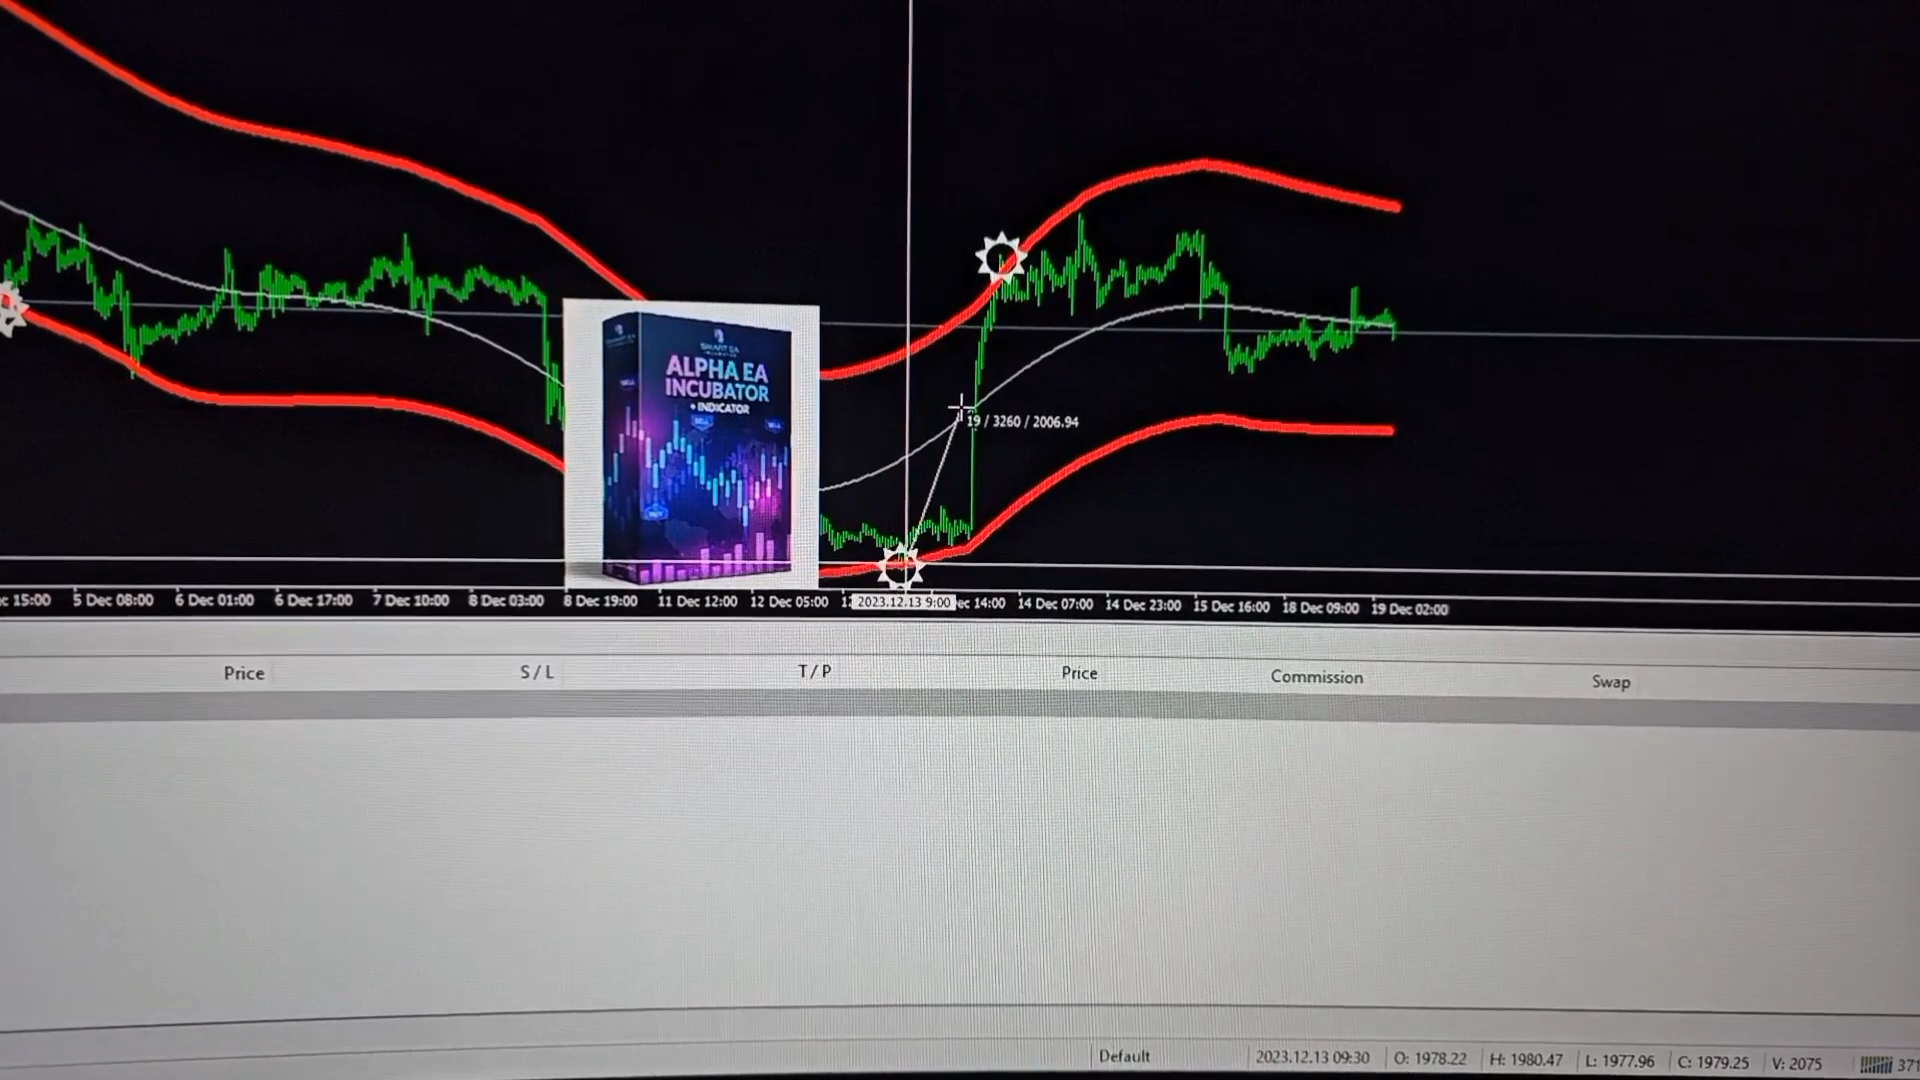 SMART EA
ALPHA EA
INCUBATOR
+ INDICATOR
SELL
BUY
19 / 3260 / 2006.94
15:00
5 Dec 08:00
6 Dec 01:00
6 Dec 17:00
7 Dec 10:00
8 Dec 03:00
8 Dec 19:00
11 Dec 12:00
12 Dec 05:00
2023.12.13 9:00
14:00
14 Dec 07:00
14 Dec 23:00
15 Dec 16:00
18 Dec 09:00
19 Dec 02:00
Price S / L T / P Price Commission Swap
Default 2023.12.13 09:30 O: 1978.22 H: 1980.47 L: 1977.96 C: 1979.25 V: 2075